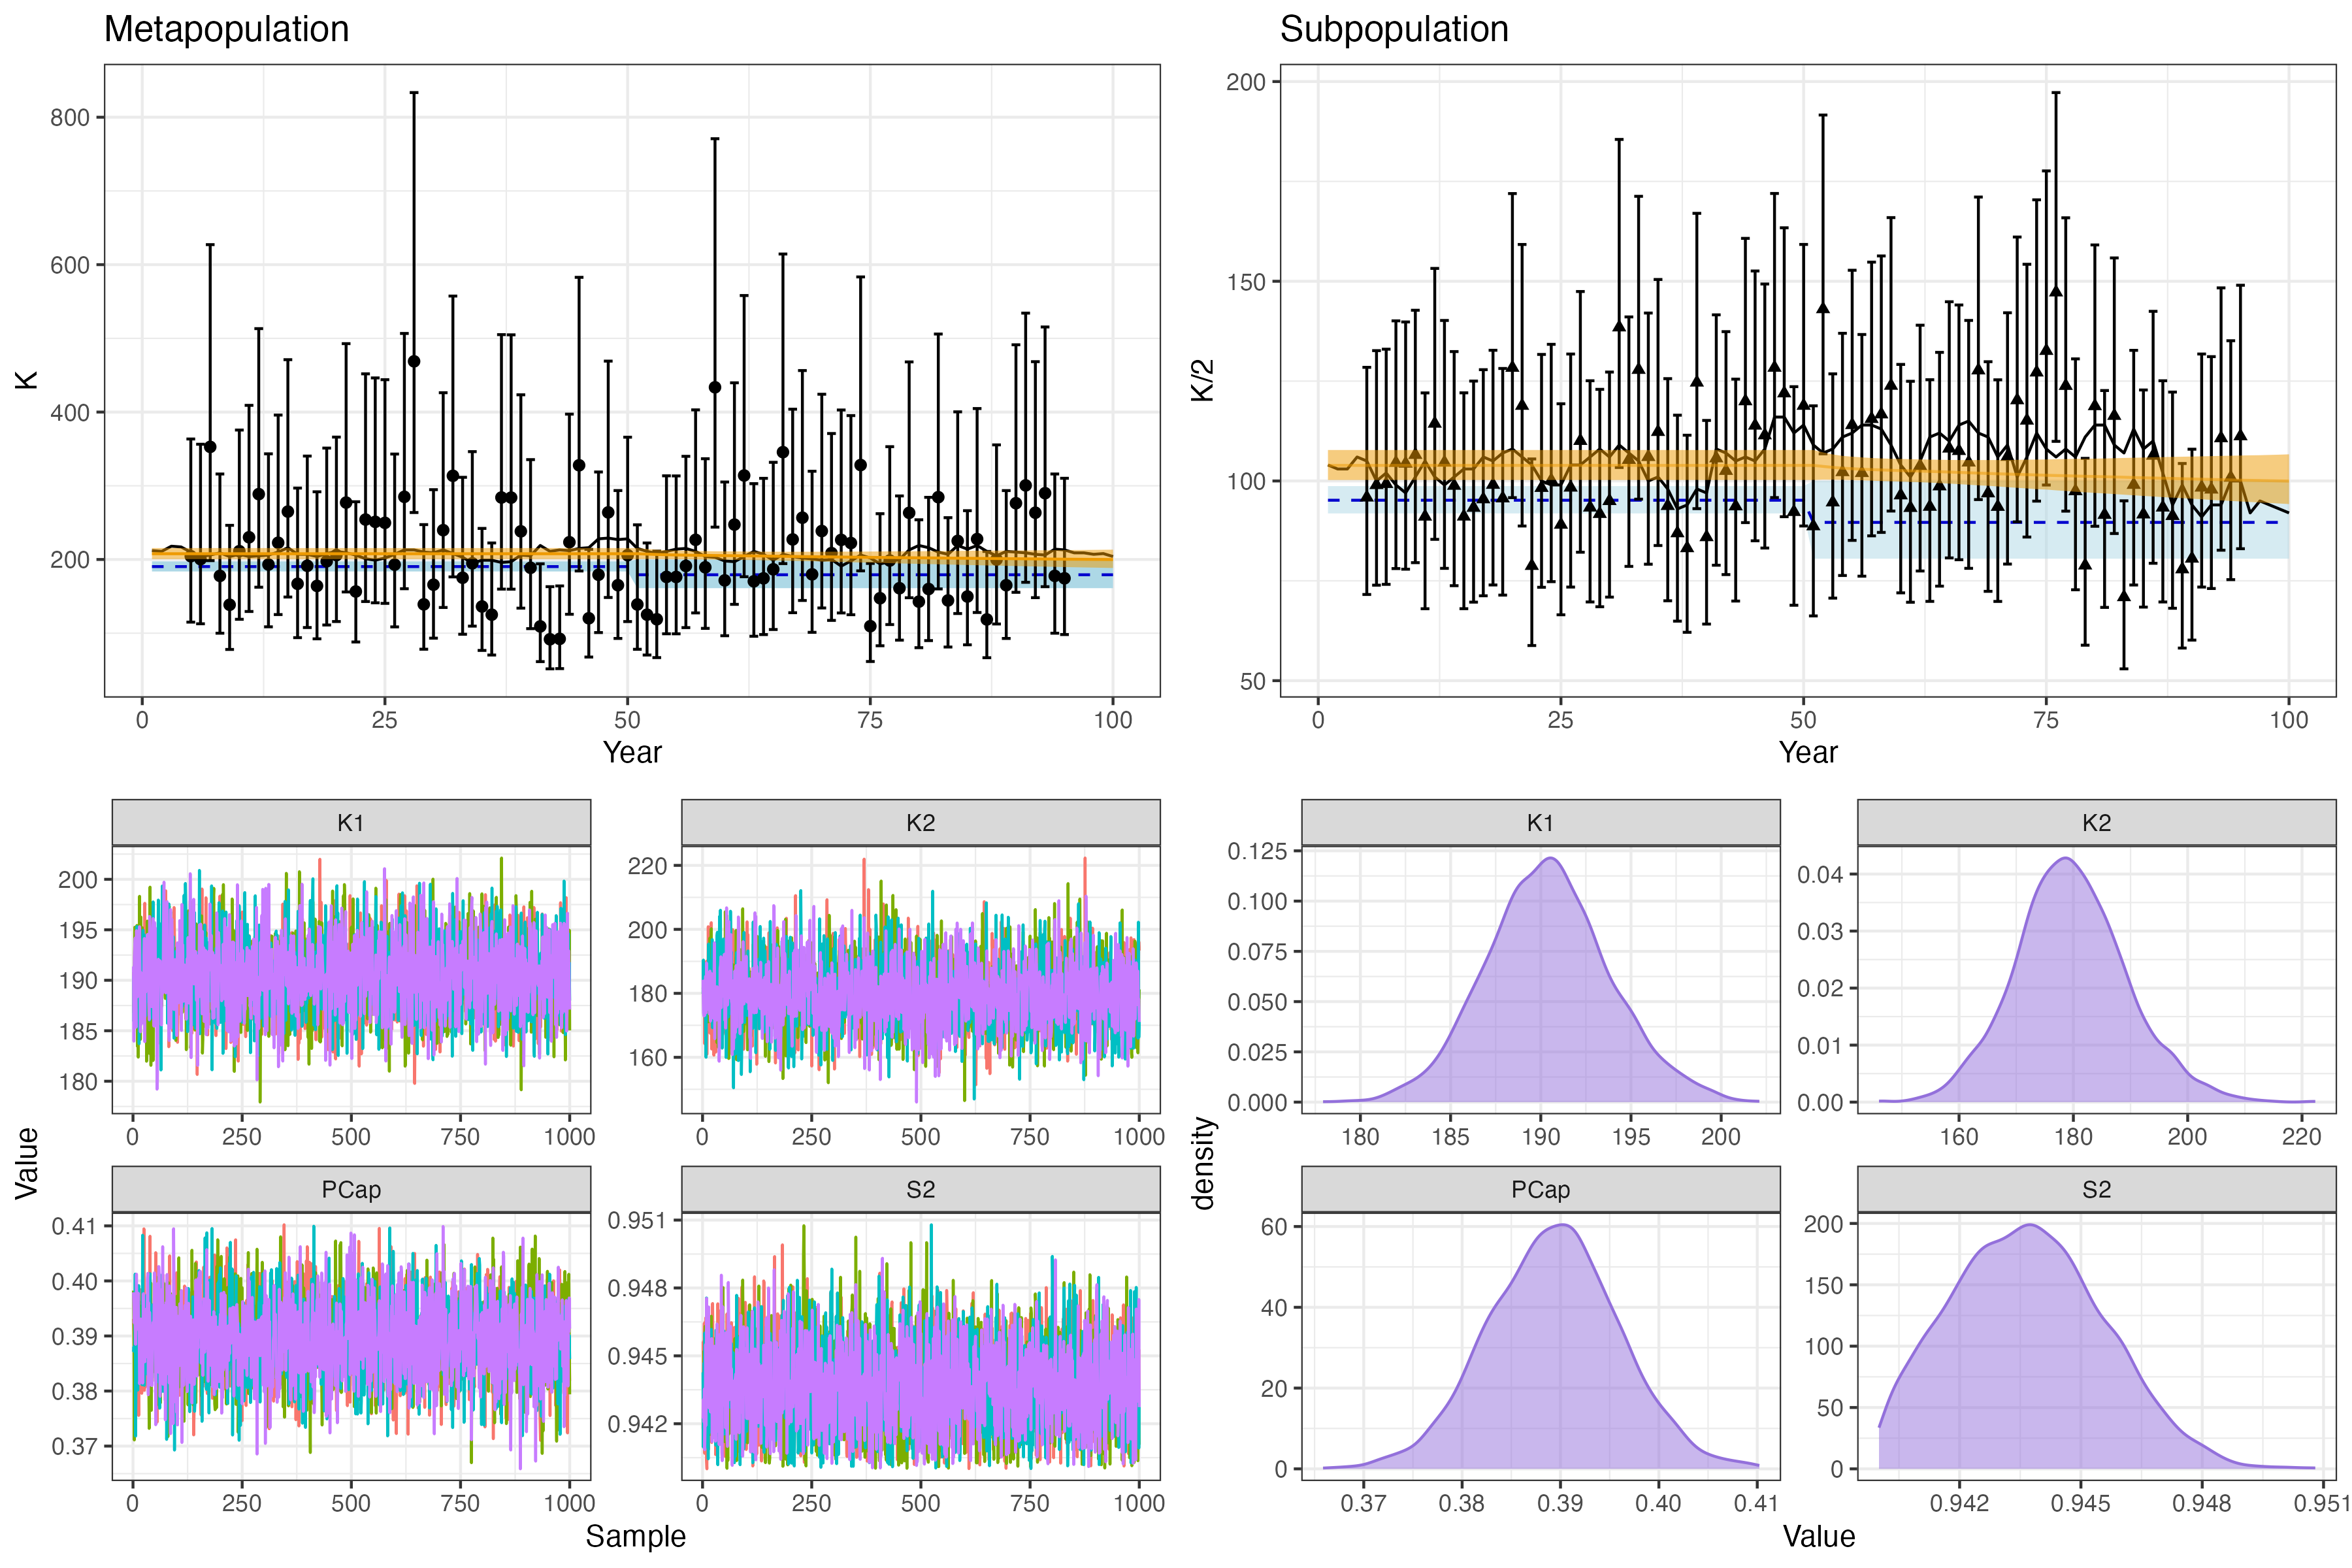 Metapopulation
K
800
600
400
200
0 25 50 75 100
Year
Subpopulation
K/2
200
150
100
50
0 25 50 75 100
Year
Value
K1
200
195
190
185
180
0 250 500 750 1000
K2
220
200
180
160
0 250 500 750 1000
PCap
0.41
0.40
0.39
0.38
0.37
0 250 500 750 1000
S2
0.951
0.948
0.945
0.942
0 250 500 750 1000
Sample
density
K1
0.125
0.100
0.075
0.050
0.025
0.000
180 185 190 195 200
K2
0.04
0.03
0.02
0.01
0.00
160 180 200 220
PCap
60
40
20
0
0.37 0.38 0.39 0.40 0.41
S2
200
150
100
50
0
0.942 0.945 0.948 0.951
Value